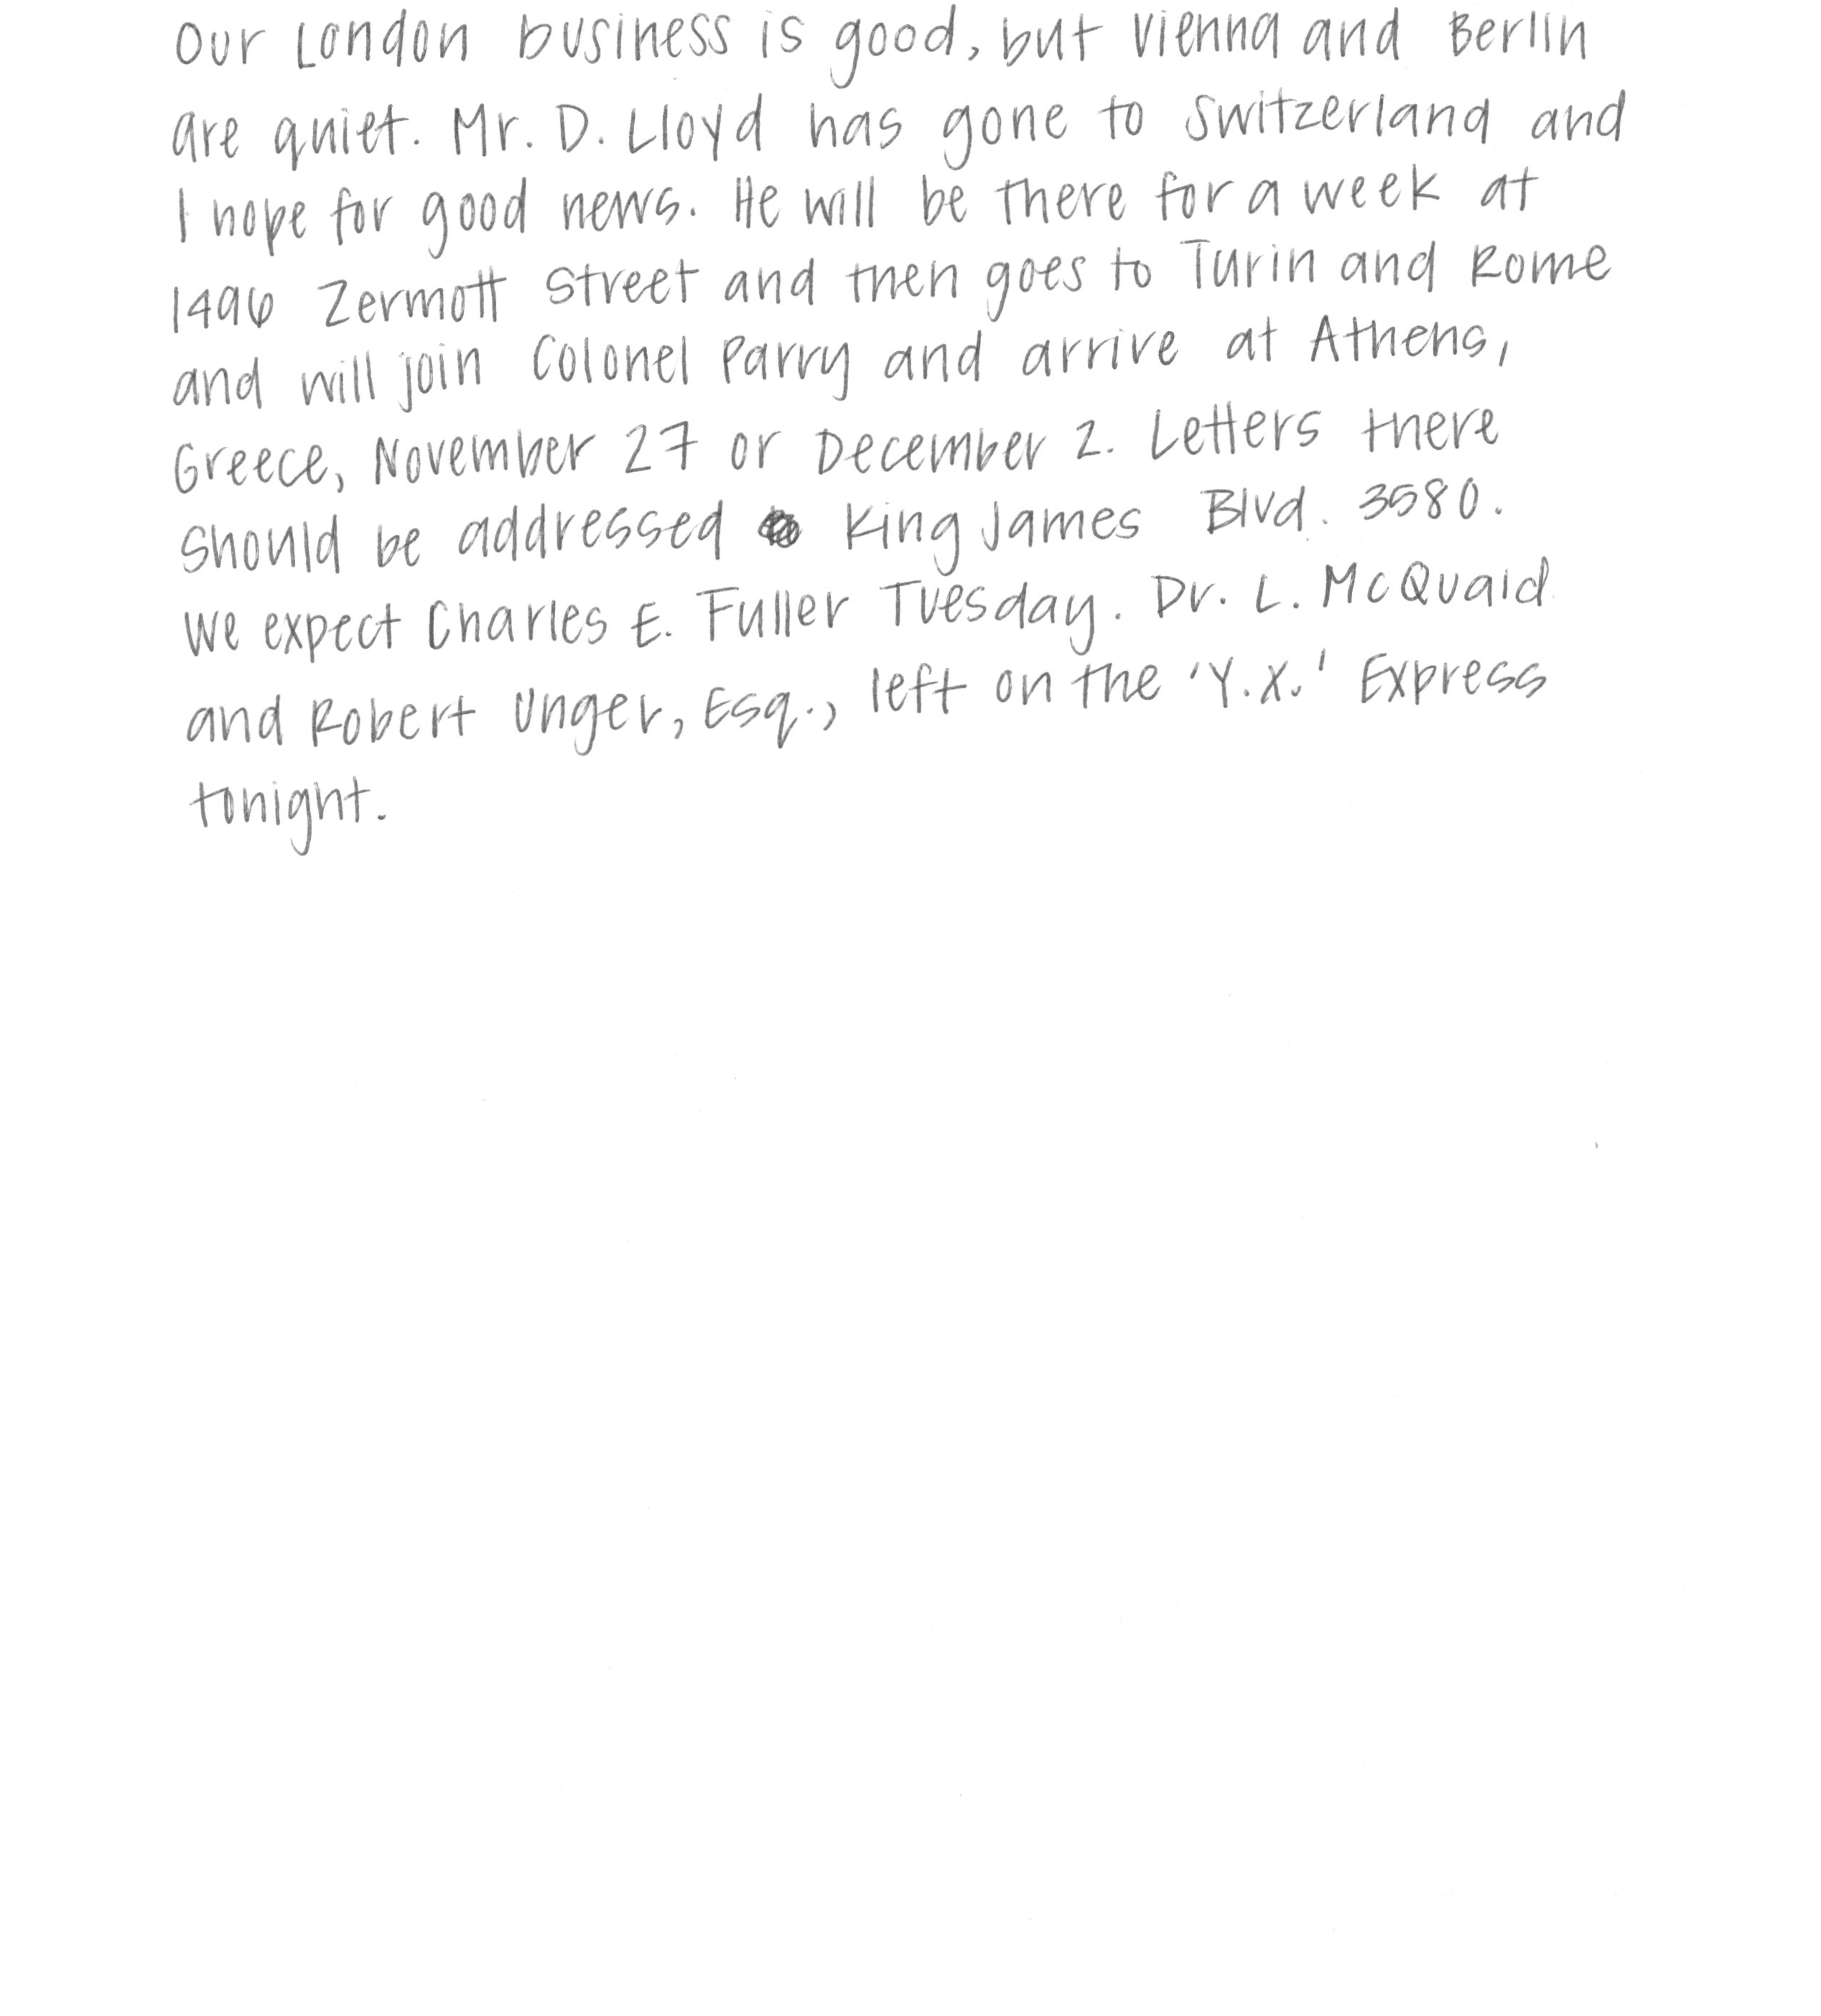 Our London business is good, but Vienna and Berlin
are quiet. Mr. D. Lloyd has gone to Switzerland and
I hope for good news. He will be there for a week at
1496 Zermott Street and then goes to Turin and Rome
and will join Colonel Parry and arrive at Athens,
Greece, November 27 or December 2. Letters there
should be addressed King James Blvd. 3580.
We expect Charles E. Fuller Tuesday. Dr. L. McQuaid
and Robert Unger, Esq., left on the 'Y.X.' Express
tonight.